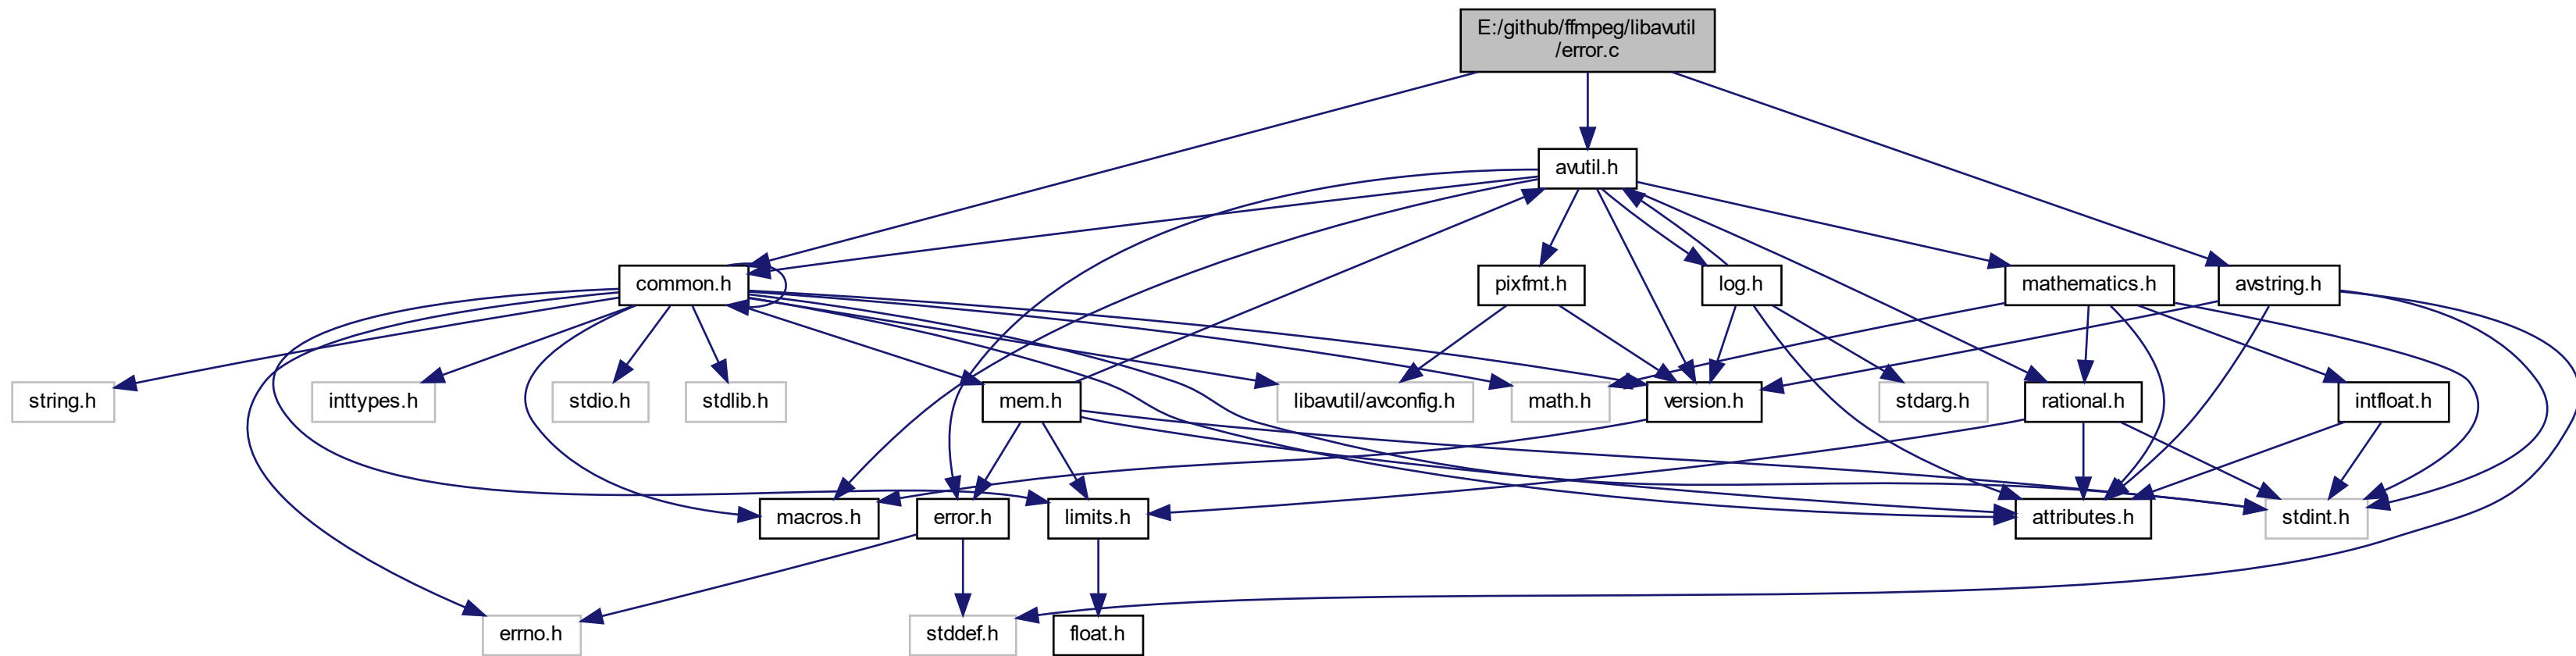 E:/github/ffmpeg/libavutil
/error.c
avutil.h
common.h
pixfmt.h
log.h
mathematics.h
avstring.h
string.h
inttypes.h
stdio.h
stdlib.h
mem.h
libavutil/avconfig.h
math.h
version.h
stdarg.h
rational.h
intfloat.h
macros.h
error.h
limits.h
attributes.h
stdint.h
errno.h
stddef.h
float.h